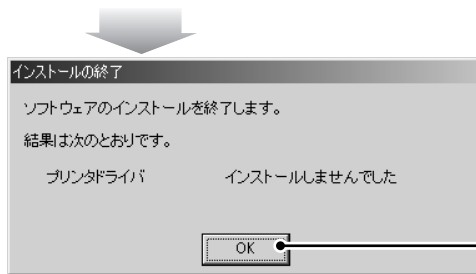 インストールの終了
ソフトウェアのインストールを終了します。
結果は次のとおりです。
プリンタドライバ　　インストールしませんでした
OK